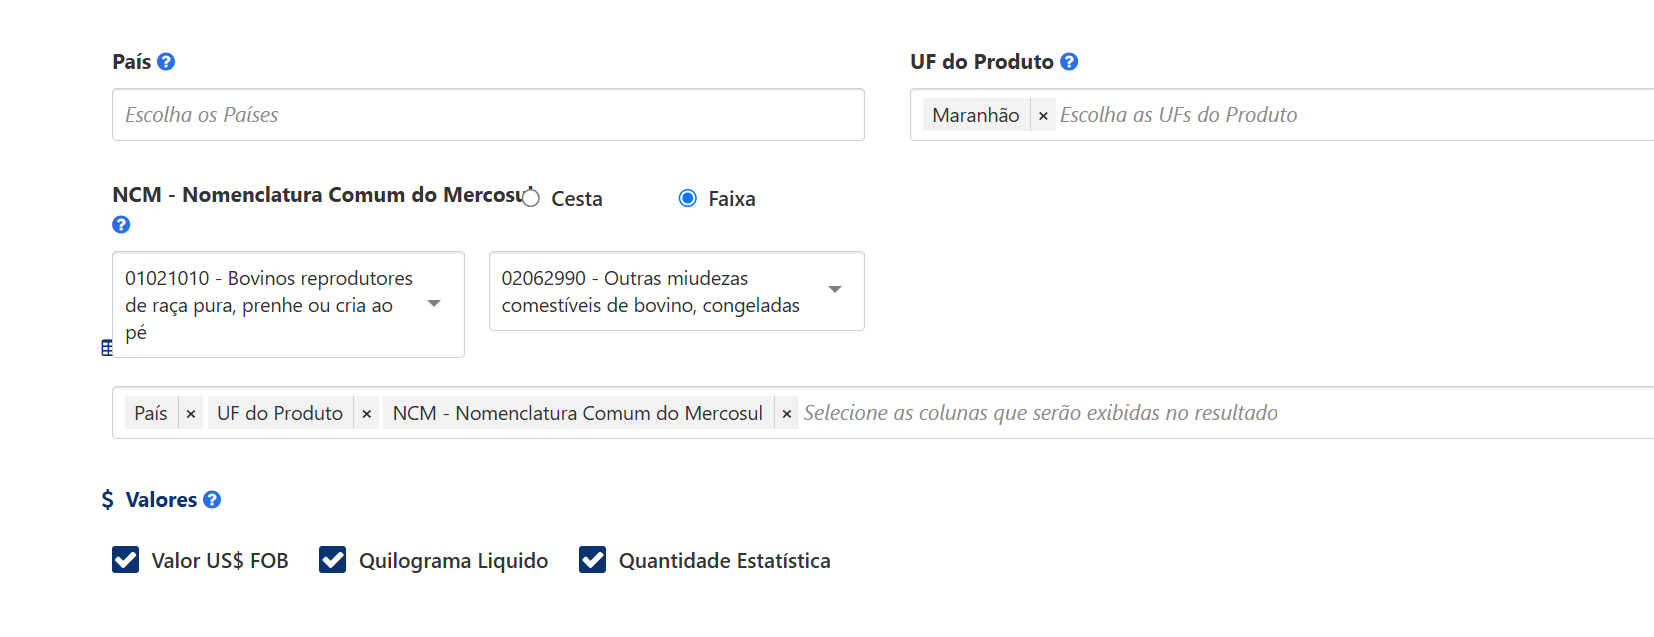 País
UF do Produto
Escolha os Países
Maranhão × Escolha as UFs do Produto
NCM - Nomenclatura Comum do Mercosul
Cesta
Faixa
01021010 - Bovinos reprodutores
de raça pura, prenhe ou cria ao
pé
02062990 - Outras miudezas
comestíveis de bovino, congeladas
País × UF do Produto × NCM - Nomenclatura Comum do Mercosul × Selecione as colunas que serão exibidas no resultado
$ Valores
Valor US$ FOB
Quilograma Liquido
Quantidade Estatística